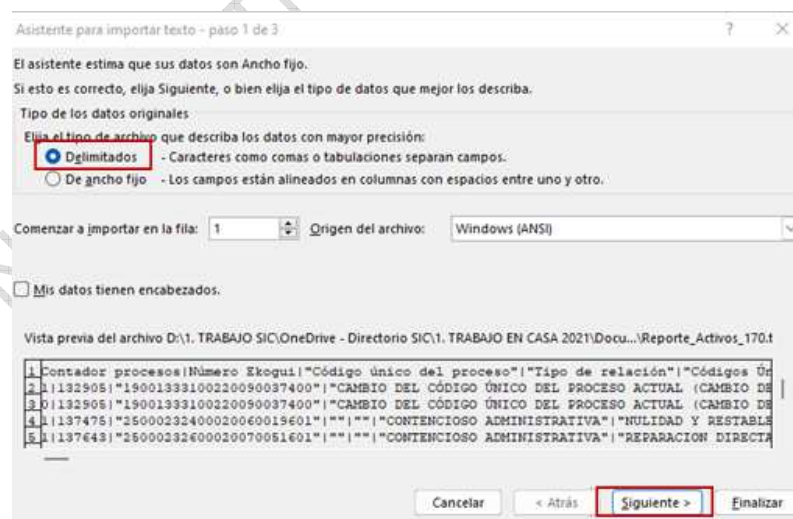 Asistente para importar texto - paso 1 de 3 ? ×
El asistente estima que sus datos son Ancho fijo.
Si esto es correcto, elija Siguiente, o bien elija el tipo de datos que mejor los describa.
Tipo de los datos originales
Elija el tipo de archivo que describa los datos con mayor precisión:
Delimitados - Caracteres como comas o tabulaciones separan campos.
De ancho fijo - Los campos están alineados en columnas con espacios entre uno y otro.
Comenzar a importar en la fila: 1 Origen del archivo: Windows (ANSI)
Mis datos tienen encabezados.
Vista previa del archivo D:\1. TRABAJO SIC\OneDrive - Directorio SIC\1. TRABAJO EN CASA 2021\Docu...\Reporte_Activos_170.t
1 Contador procesos|Número Ekogui|"Código único del proceso"|"Tipo de relación"|"Códigos Ún
2 1|132905|"19001333100220090037400"|"CAMBIO DEL CÓDIGO ÚNICO DEL PROCESO ACTUAL (CAMBIO DE
3 0|132905|"19001333100220090037400"|"CAMBIO DEL CÓDIGO ÚNICO DEL PROCESO ACTUAL (CAMBIO DE
4 1|137475|"25000232400020060019601"|""|""|"CONTENCIOSO ADMINISTRATIVA"|"NULIDAD Y RESTABLE
5 1|137643|"25000232600020070051601"|""|""|"CONTENCIOSO ADMINISTRATIVA"|"REPARACION DIRECTA
Cancelar < Atrás Siguiente > Finalizar